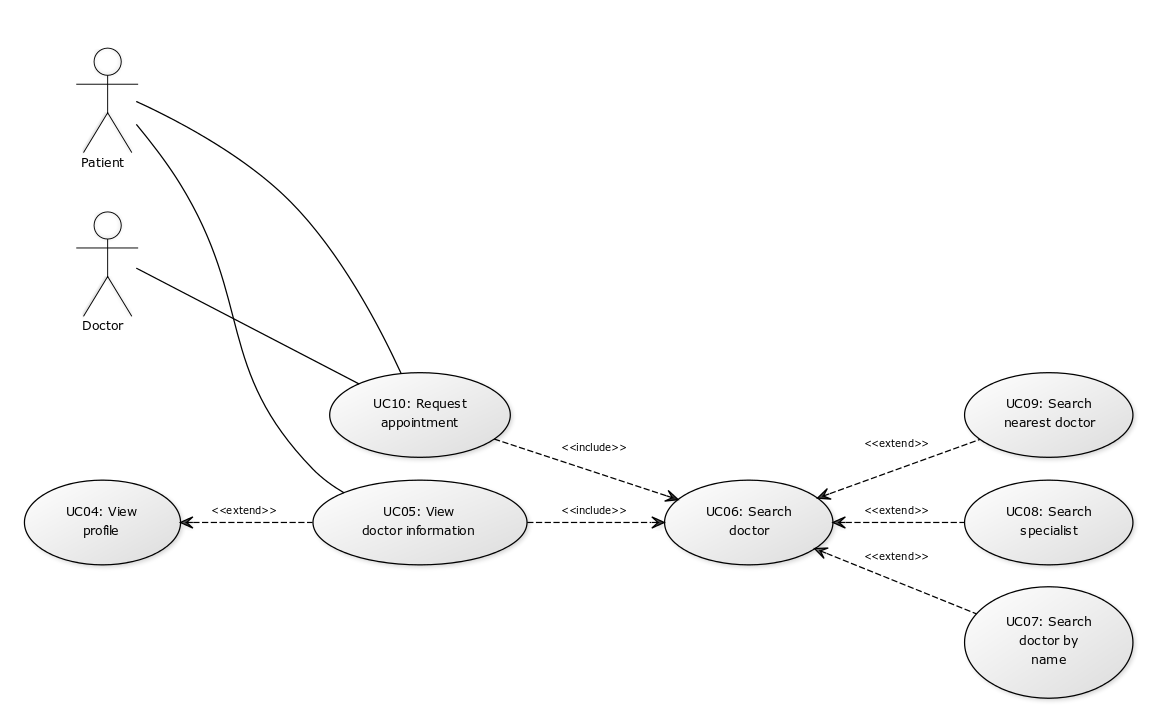 Patient
Doctor
UC10: Request
appointment
UC09: Search
nearest doctor
<<include>>
<<extend>>
UC04: View
profile
<<extend>>
UC05: View
doctor information
<<include>>
UC06: Search
doctor
<<extend>>
UC08: Search
specialist
<<extend>>
UC07: Search
doctor by
name